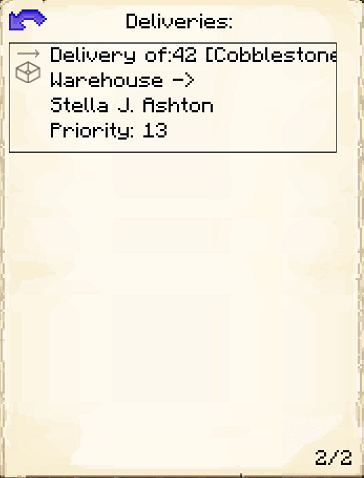 Deliveries:
Delivery of:42 [Cobblestone
Warehouse ->
Stella J. Ashton
Priority: 13
2/2